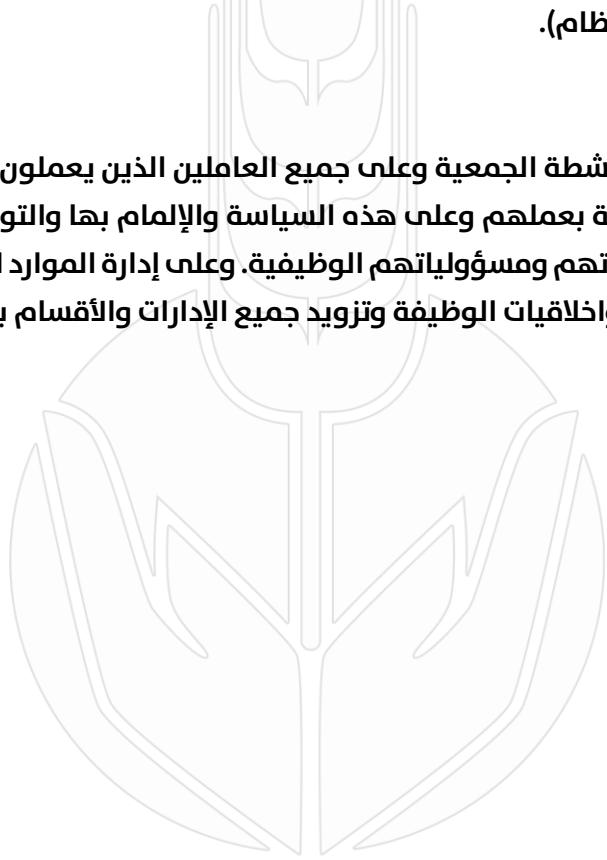 ظام).
شطة الجمعية وعلى جميع العاملين الذين يعملون
ة بعملهم وعلى هذه السياسة والإلمام بها والتو
تهم ومسؤولياتهم الوظيفية. وعلى إدارة الموارد ا
واخلاقيات الوظيفة وتزويد جميع الإدارات والأقسام ب